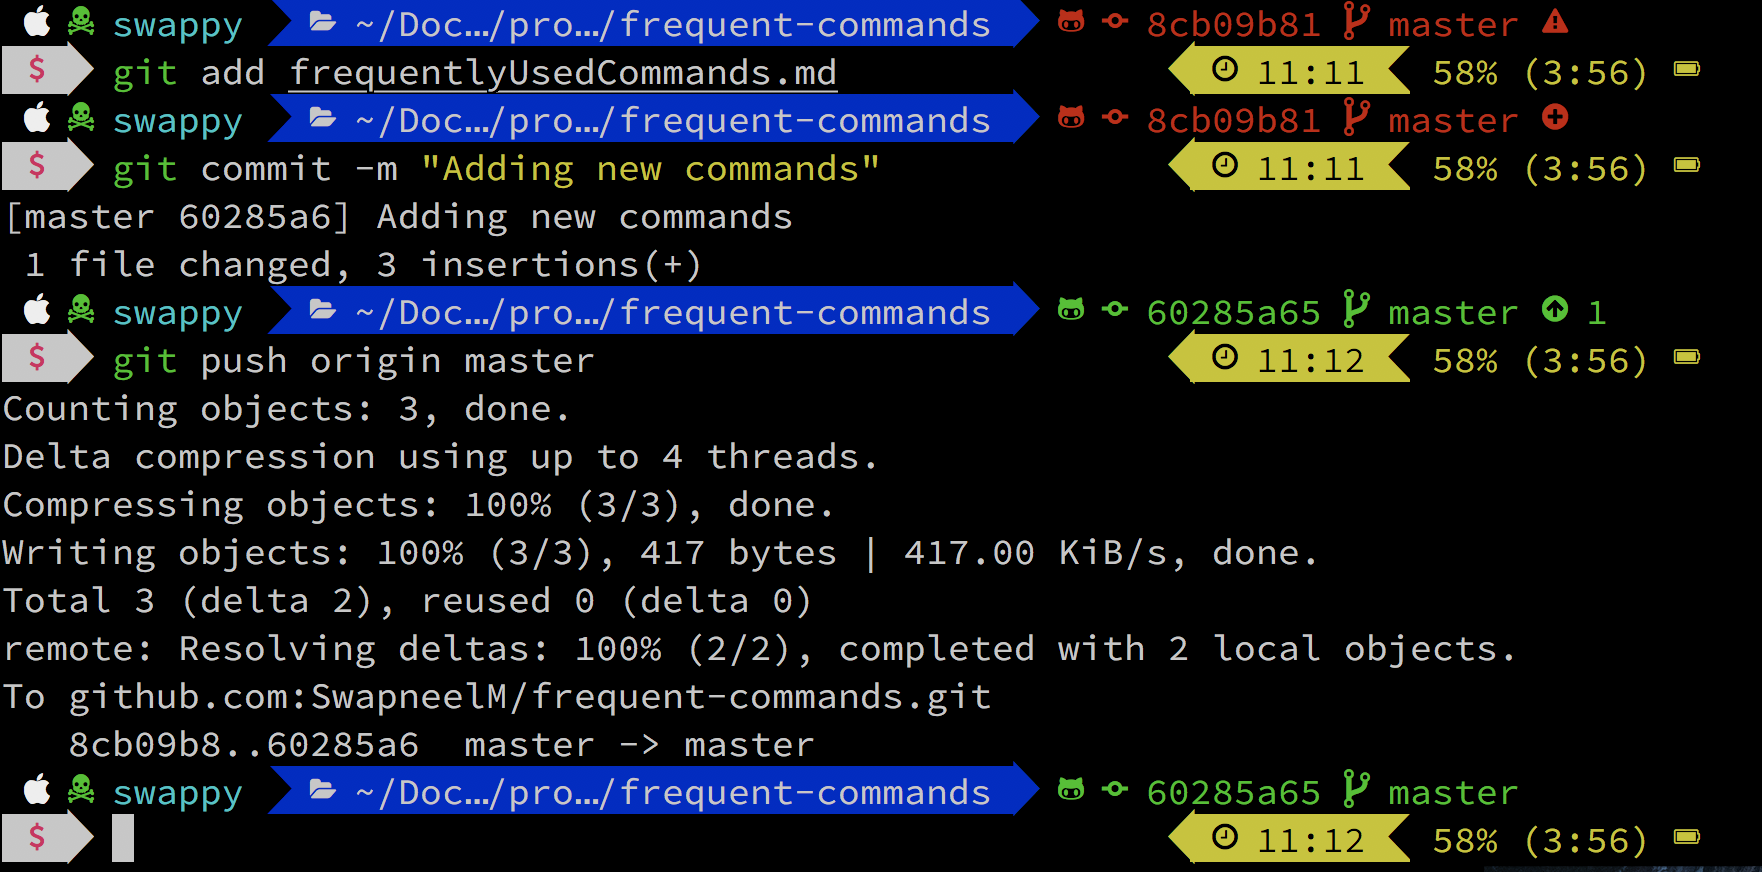 swappy ~/Doc…/pro…/frequent-commands 8cb09b81 master
$ git add frequentlyUsedCommands.md 11:11 58% (3:56)
swappy ~/Doc…/pro…/frequent-commands 8cb09b81 master
$ git commit -m "Adding new commands" 11:11 58% (3:56)
[master 60285a6] Adding new commands
1 file changed, 3 insertions(+)
swappy ~/Doc…/pro…/frequent-commands 60285a65 master 1
$ git push origin master 11:12 58% (3:56)
Counting objects: 3, done.
Delta compression using up to 4 threads.
Compressing objects: 100% (3/3), done.
Writing objects: 100% (3/3), 417 bytes | 417.00 KiB/s, done.
Total 3 (delta 2), reused 0 (delta 0)
remote: Resolving deltas: 100% (2/2), completed with 2 local objects.
To github.com:SwapneelM/frequent-commands.git
8cb09b8..60285a6 master -> master
swappy ~/Doc…/pro…/frequent-commands 60285a65 master
$ 11:12 58% (3:56)